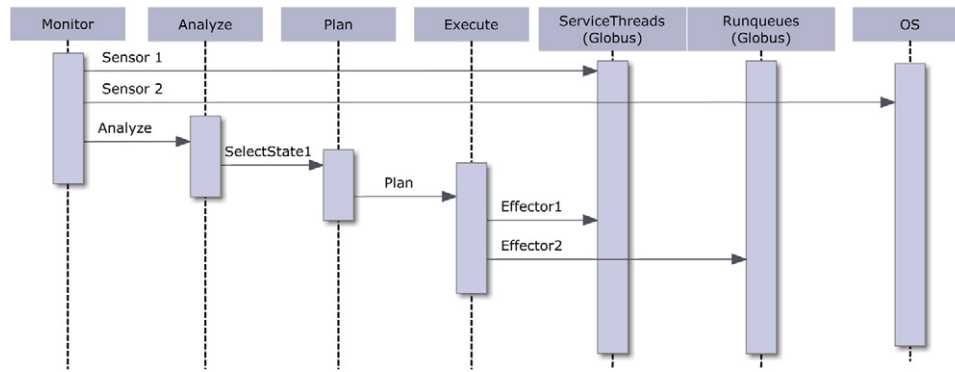 Monitor
Analyze
Plan
Execute
ServiceThreads
(Globus)
Runqueues
(Globus)
OS
Sensor 1
Sensor 2
Analyze
SelectState1
Plan
Effector1
Effector2